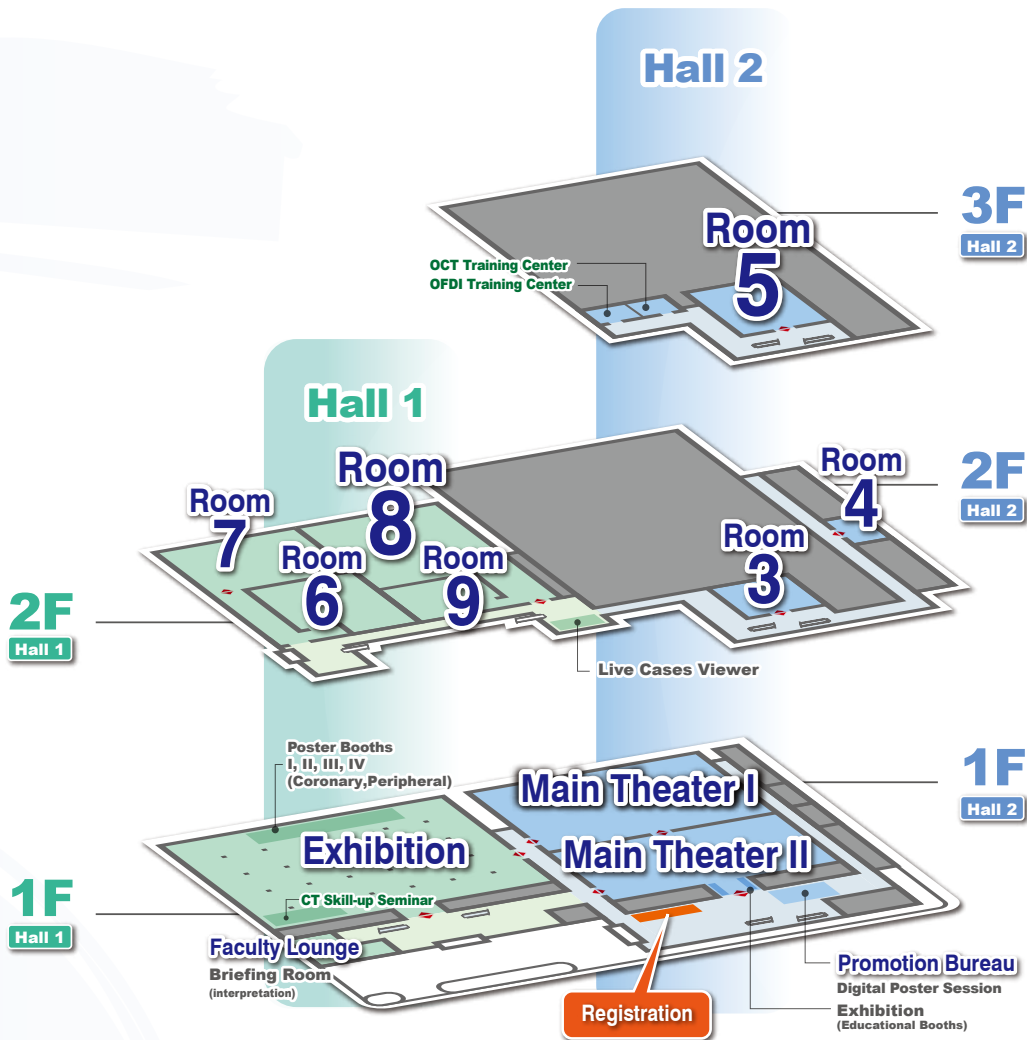 Hall 2
3F
Hall 2
Room
5
OCT Training Center
OFDI Training Center
Hall 1
2F
Hall 2
Room
4
Room
3
Room
8
Room
7
Room
6
Room
9
2F
Hall 1
Live Cases Viewer
1F
Hall 2
Poster Booths
I, II, III, IV
(Coronary,Peripheral)
Main Theater I
Exhibition
Main Theater II
1F
Hall 1
CT Skill-up Seminar
Faculty Lounge
Briefing Room
(interpretation)
Registration
Promotion Bureau
Digital Poster Session
Exhibition
(Educational Booths)